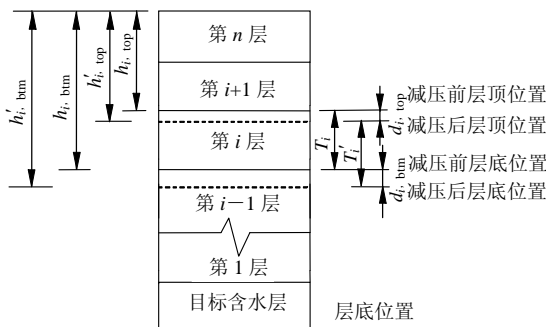 第 n 层
第 i+1 层
第 i 层
第 i−1 层
第 1 层
目标含水层
h′i, btm
hi, btm
h′i, top
hi, top
Ti
T′i
di, top
di, btm
减压前层顶位置
减压后层顶位置
减压前层底位置
减压后层底位置
层底位置